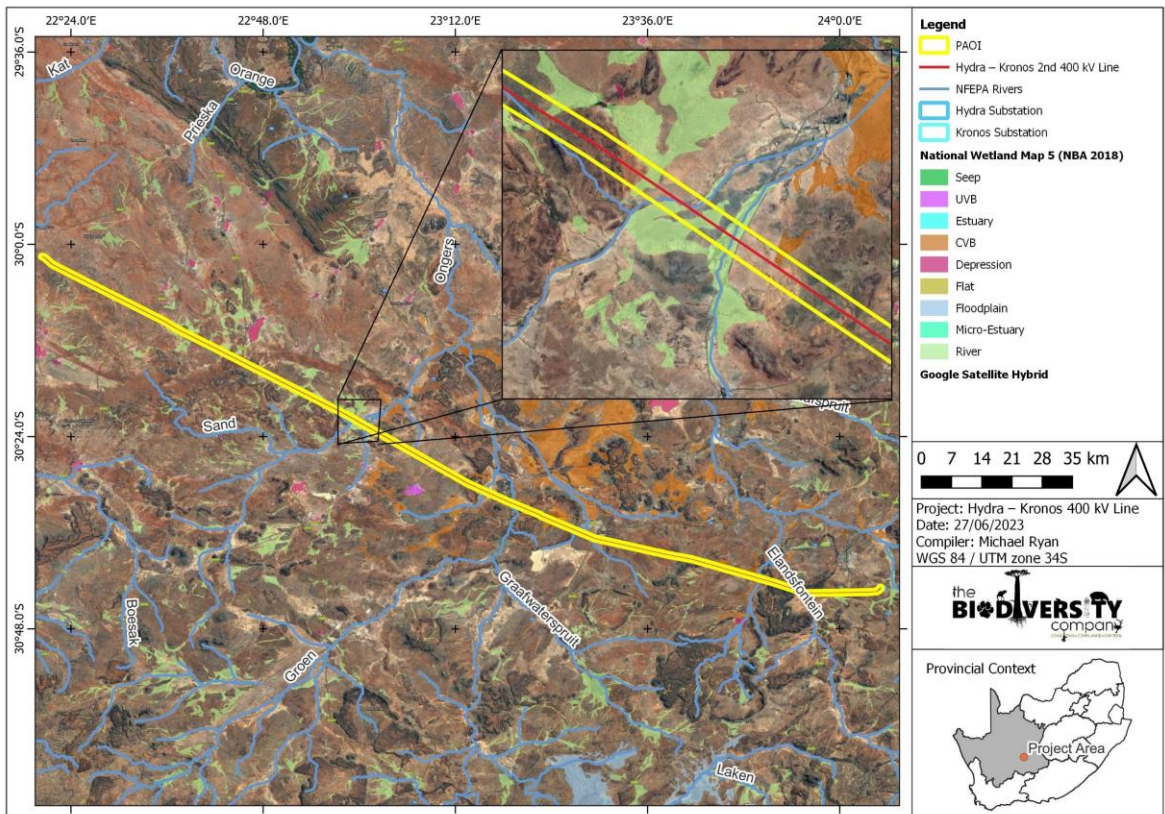 22°24.0'E 22°48.0'E 23°12.0'E 23°36.0'E 24°0.0'E
29°36.0'S
30°0.0'S
30°24.0'S
30°48.0'S
Kat
Orange
Prieska
Ongers
Sand
Elandsfontein
Graafwaterspruit
Boesak
Groen
Laken
Legend
PAOI
Hydra – Kronos 2nd 400 kV Line
NFEPA Rivers
Hydra Substation
Kronos Substation
National Wetland Map 5 (NBA 2018)
Seep
UVB
Estuary
CVB
Depression
Flat
Floodplain
Micro-Estuary
River
Google Satellite Hybrid
0 7 14 21 28 35 km
Project: Hydra – Kronos 400 kV Line
Date: 27/06/2023
Compiler: Michael Ryan
WGS 84 / UTM zone 34S
the
BIODIVERSITY
company
Provincial Context
Project Area